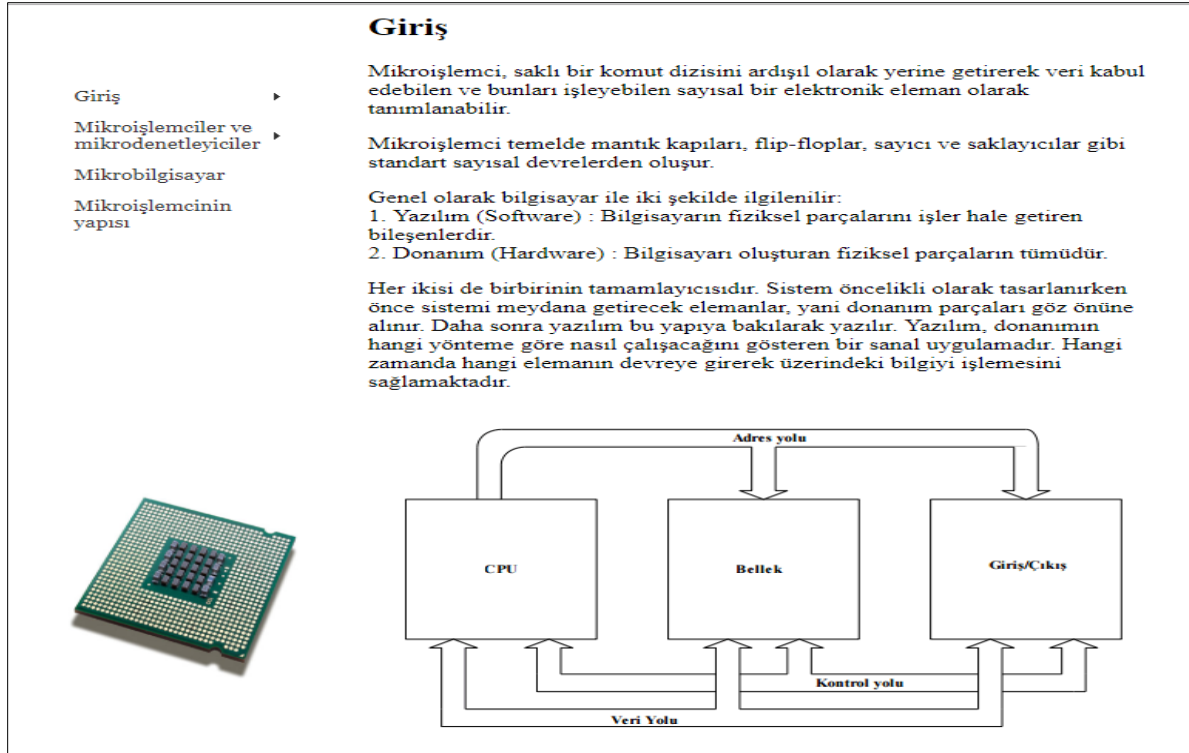 Giriş
Mikroişlemciler ve
mikrodenetleyiciler
Mikrobilgisayar
Mikroişlemcinin
yapısı
Giriş
Mikroişlemci, saklı bir komut dizisini ardışıl olarak yerine getirerek veri kabul
edebilen ve bunları işleyebilen sayısal bir elektronik eleman olarak
tanımlanabilir.
Mikroişlemci temelde mantık kapıları, flip-floplar, sayıcı ve saklayıcılar gibi
standart sayısal devrelerden oluşur.
Genel olarak bilgisayar ile iki şekilde ilgilenilir:
1. Yazılım (Software) : Bilgisayarın fiziksel parçalarını işler hale getiren
bileşenlerdir.
2. Donanım (Hardware) : Bilgisayarı oluşturan fiziksel parçaların tümüdür.
Her ikisi de birbirinin tamamlayıcısıdır. Sistem öncelikli olarak tasarlanırken
önce sistemi meydana getirecek elemanlar, yani donanım parçaları göz önüne
alınır. Daha sonra yazılım bu yapıya bakılarak yazılır. Yazılım, donanımın
hangi yönteme göre nasıl çalışacağını gösteren bir sanal uygulamadır. Hangi
zamanda hangi elemanın devreye girerek üzerindeki bilgiyi işlemesini
sağlamaktadır.
Adres yolu
CPU
Bellek
Giriş/Çıkış
Kontrol yolu
Veri Yolu